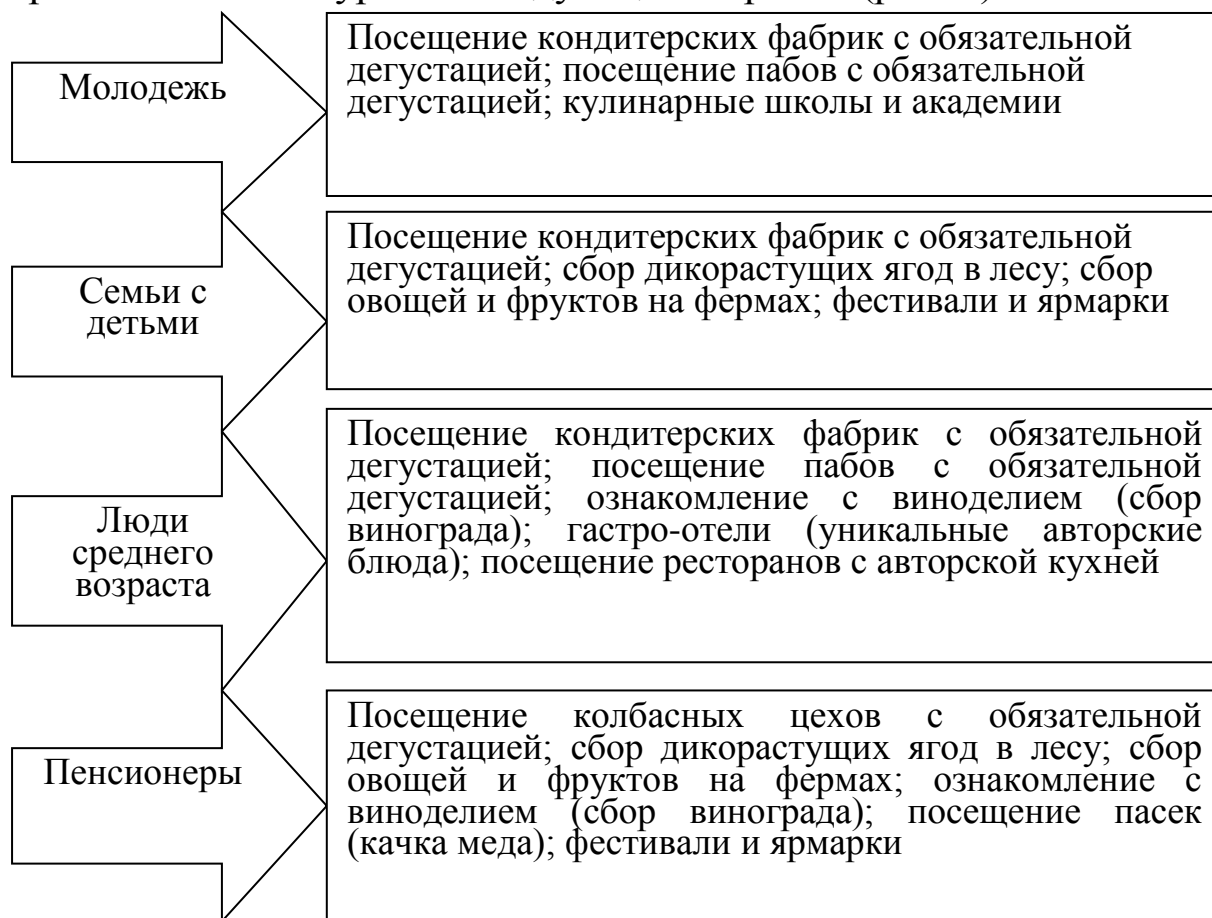 Молодежь
Посещение кондитерских фабрик с обязательной
дегустацией; посещение пабов с обязательной
дегустацией; кулинарные школы и академии
Семьи с
детьми
Посещение кондитерских фабрик с обязательной
дегустацией; сбор дикорастущих ягод в лесу; сбор
овощей и фруктов на фермах; фестивали и ярмарки
Люди
среднего
возраста
Посещение кондитерских фабрик с обязательной
дегустацией; посещение пабов с обязательной
дегустацией; ознакомление с виноделием (сбор
винограда); гастро-отели (уникальные авторские
блюда); посещение ресторанов с авторской кухней
Пенсионеры
Посещение колбасных цехов с обязательной
дегустацией; сбор дикорастущих ягод в лесу; сбор
овощей и фруктов на фермах; ознакомление с
виноделием (сбор винограда); посещение пасек
(качка меда); фестивали и ярмарки